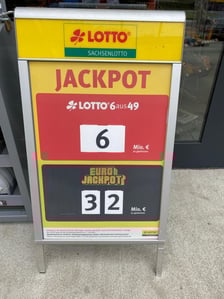 LOTTO
SACHSENLOTTO
JACKPOT
LOTTO 6aus49
6
Mio. €
EURO
JACKPOT
32
Mio. €